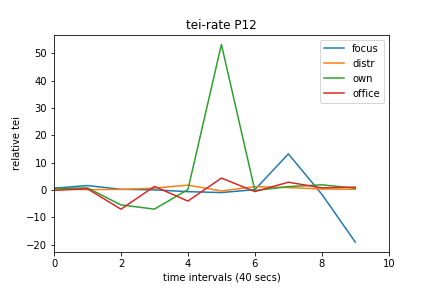 tei-rate P12
focus
distr
own
office
relative tei
50
40
30
20
10
0
−10
−20
0 2 4 6 8 10
time intervals (40 secs)